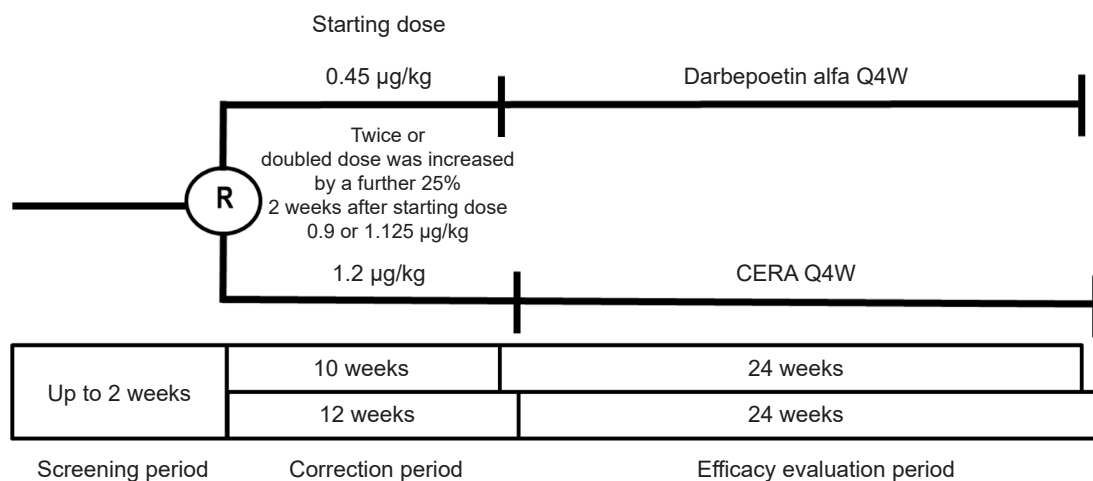 Starting dose
0.45 µg/kg
Darbepoetin alfa Q4W
Twice or
doubled dose was increased
by a further 25%
2 weeks after starting dose
0.9 or 1.125 µg/kg
R
1.2 µg/kg
CERA Q4W
Up to 2 weeks
10 weeks
24 weeks
12 weeks
24 weeks
Screening period
Correction period
Efficacy evaluation period